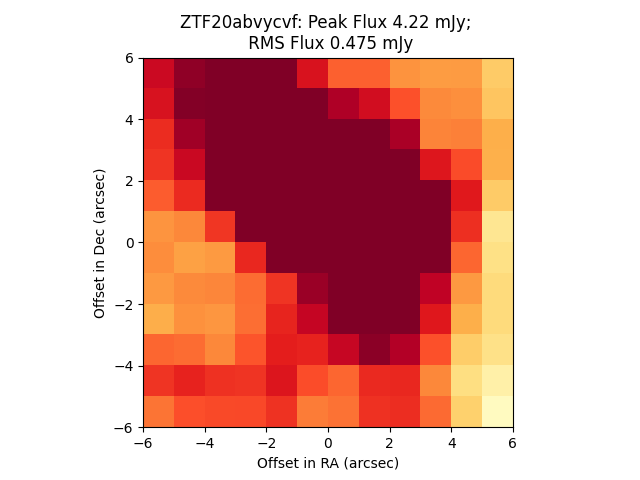 ZTF20abvycvf: Peak Flux 4.22 mJy;
RMS Flux 0.475 mJy
6
4
2
0
−2
−4
−6
Offset in Dec (arcsec)
−6 −4 −2 0 2 4 6
Offset in RA (arcsec)